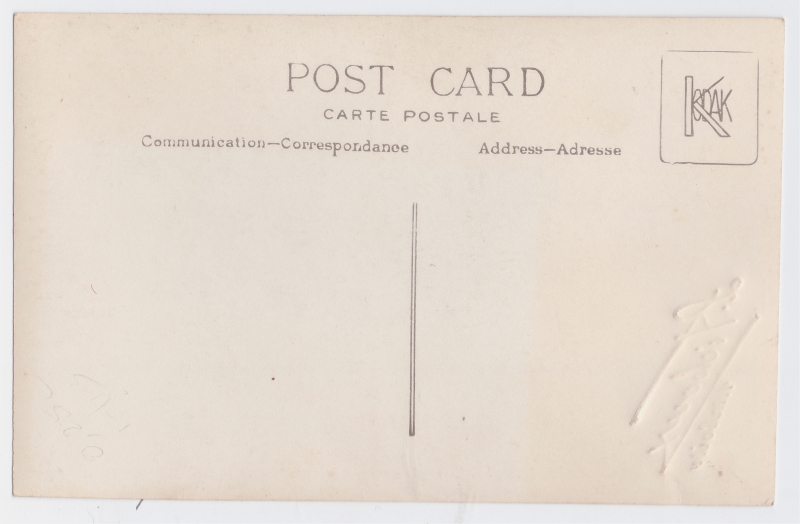 POST CARD
CARTE POSTALE
Communication—Correspondance
Address—Adresse
KODAK